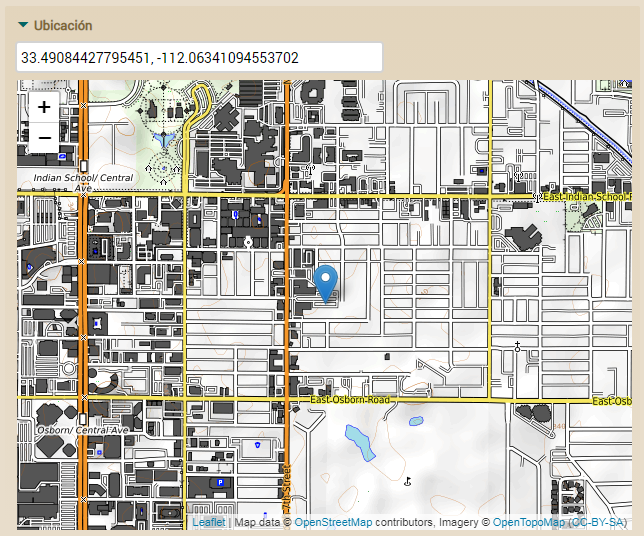 Ubicación
33.49084427795451, -112.06341094553702
+
−
Indian School/ Central
Ave
East Indian School R
East Osborn Road
East Osb
Osborn/ Central Ave
7th Street
P
Leaflet | Map data © OpenStreetMap contributors, Imagery © OpenTopoMap (CC-BY-SA)